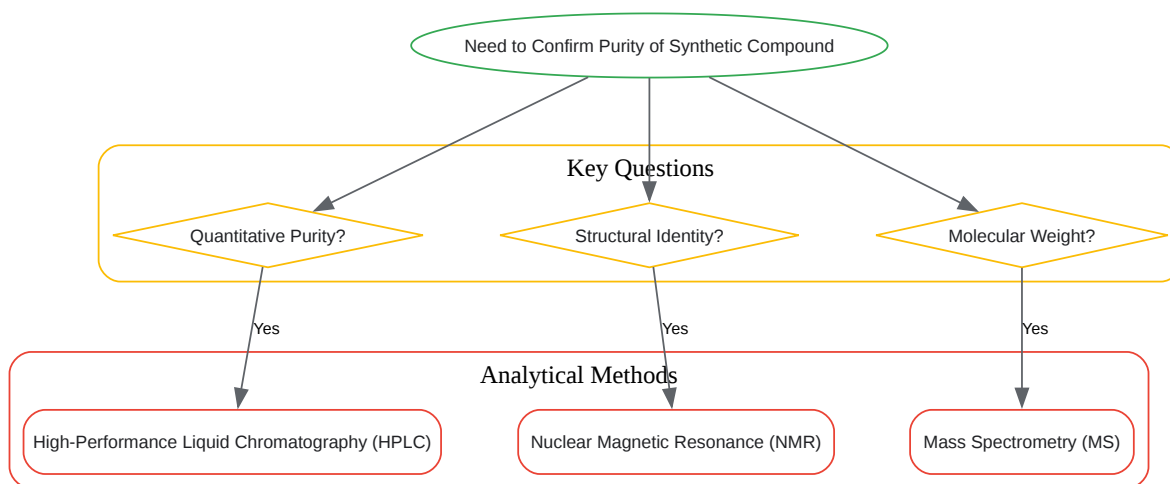 Need to Confirm Purity of Synthetic Compound
Key Questions
Quantitative Purity?
Structural Identity?
Molecular Weight?
Yes
Yes
Yes
Analytical Methods
High-Performance Liquid Chromatography (HPLC)
Nuclear Magnetic Resonance (NMR)
Mass Spectrometry (MS)